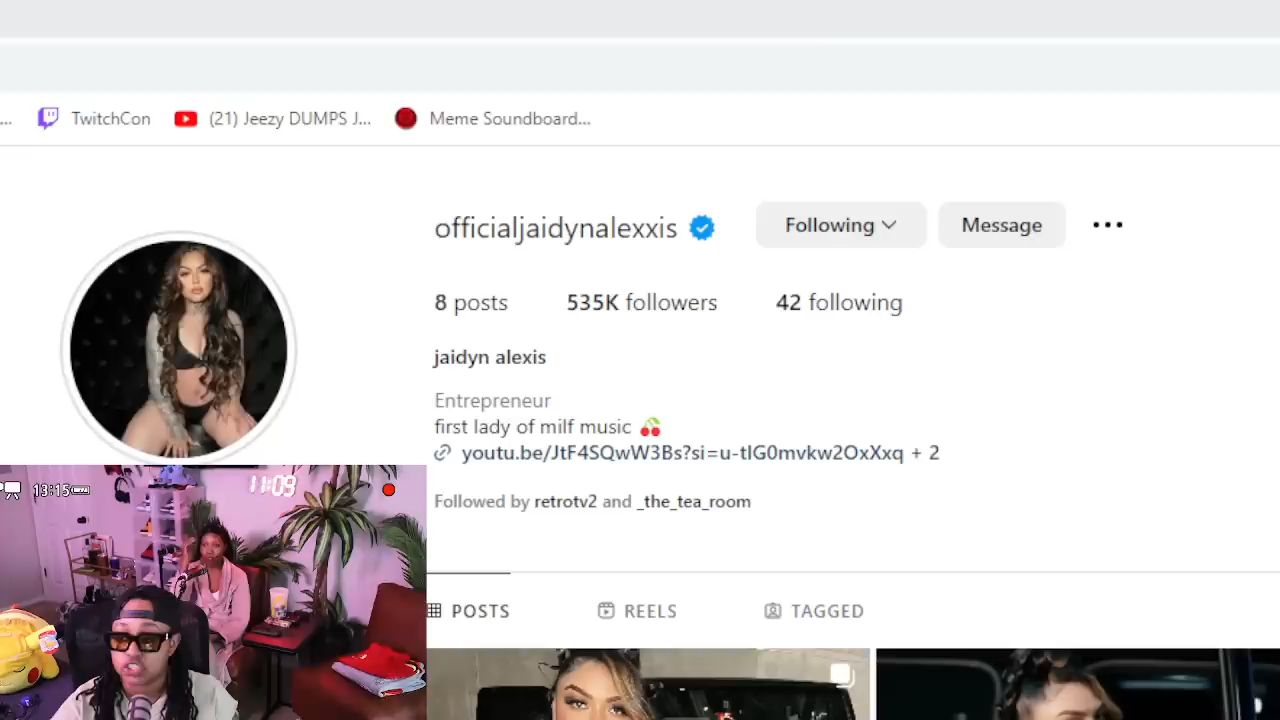 ... TwitchCon (21) Jeezy DUMPS J... Meme Soundboard...
officialjaidynalexxis Following Message
8 posts 535K followers 42 following
jaidyn alexis
Entrepreneur
first lady of milf music 🍒
youtu.be/JtF4SQwW3Bs?si=u-tlG0mvkw2OxXxq + 2
Followed by retrotv2 and _the_tea_room
13:15
11:09
POSTS REELS TAGGED